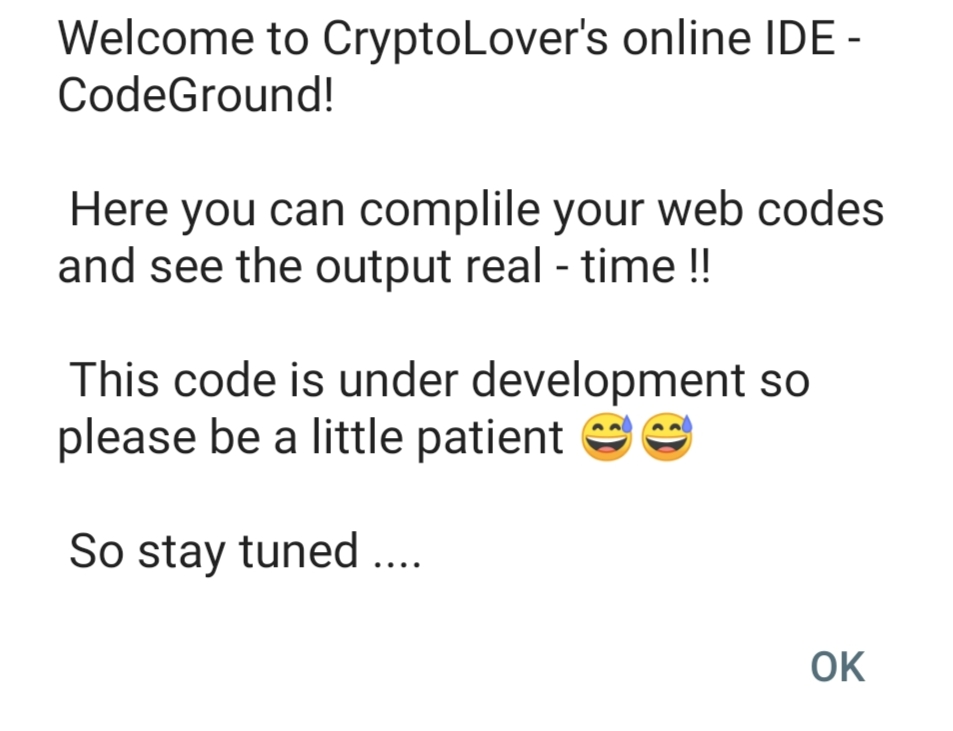 Welcome to CryptoLover's online IDE -
CodeGround!
Here you can complile your web codes
and see the output real - time !!
This code is under development so
please be a little patient 😅😅
So stay tuned ....
OK